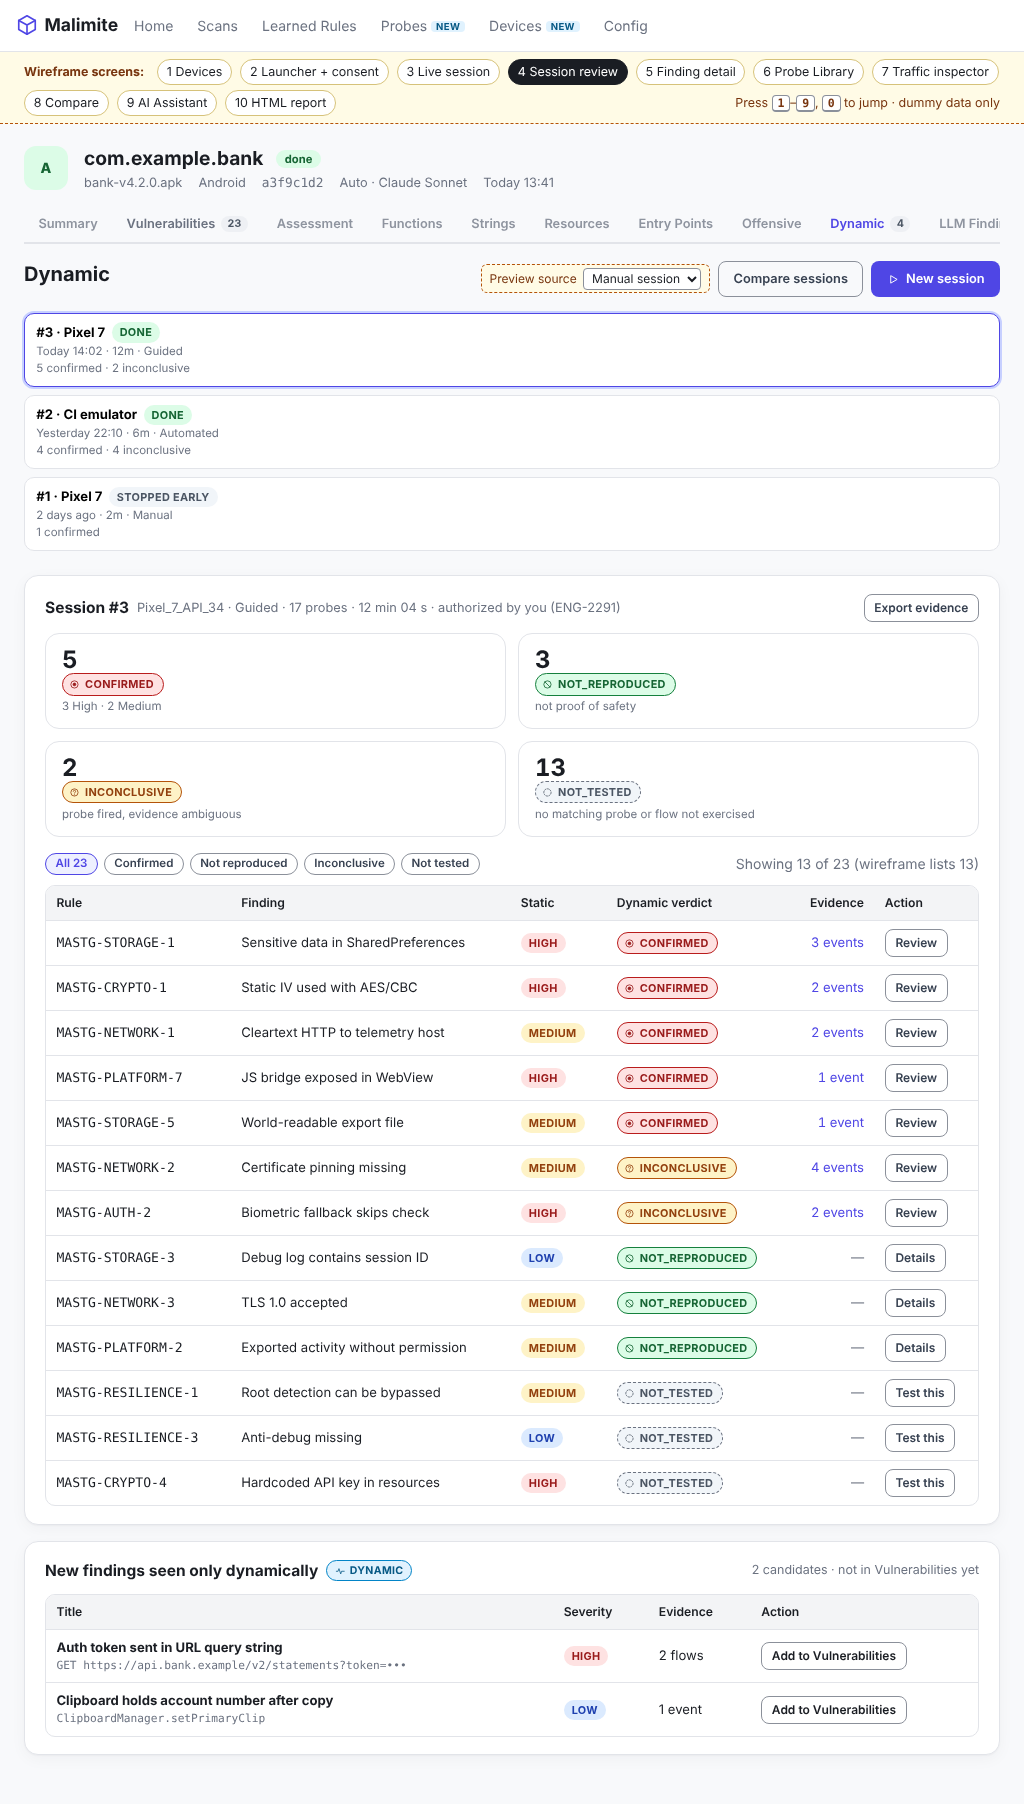 Malimite Home Scans Learned Rules Probes NEW Devices NEW Config
Wireframe screens: 1 Devices 2 Launcher + consent 3 Live session 4 Session review 5 Finding detail 6 Probe Library 7 Traffic inspector
8 Compare 9 AI Assistant 10 HTML report Press 1–9, 0 to jump · dummy data only
A
com.example.bank done
bank-v4.2.0.apk Android a3f9c1d2 Auto · Claude Sonnet Today 13:41
Summary Vulnerabilities 23 Assessment Functions Strings Resources Entry Points Offensive Dynamic 4 LLM Findi
Dynamic Preview source Manual session Compare sessions New session
#3 · Pixel 7 DONE
Today 14:02 · 12m · Guided
5 confirmed · 2 inconclusive
#2 · CI emulator DONE
Yesterday 22:10 · 6m · Automated
4 confirmed · 4 inconclusive
#1 · Pixel 7 STOPPED EARLY
2 days ago · 2m · Manual
1 confirmed
Session #3 Pixel_7_API_34 · Guided · 17 probes · 12 min 04 s · authorized by you (ENG-2291) Export evidence
5
CONFIRMED
3 High · 2 Medium
3
NOT_REPRODUCED
not proof of safety
2
INCONCLUSIVE
probe fired, evidence ambiguous
13
NOT_TESTED
no matching probe or flow not exercised
All 23 Confirmed Not reproduced Inconclusive Not tested Showing 13 of 23 (wireframe lists 13)
Rule Finding Static Dynamic verdict Evidence Action
MASTG-STORAGE-1 Sensitive data in SharedPreferences HIGH CONFIRMED 3 events Review
MASTG-CRYPTO-1 Static IV used with AES/CBC HIGH CONFIRMED 2 events Review
MASTG-NETWORK-1 Cleartext HTTP to telemetry host MEDIUM CONFIRMED 2 events Review
MASTG-PLATFORM-7 JS bridge exposed in WebView HIGH CONFIRMED 1 event Review
MASTG-STORAGE-5 World-readable export file MEDIUM CONFIRMED 1 event Review
MASTG-NETWORK-2 Certificate pinning missing MEDIUM INCONCLUSIVE 4 events Review
MASTG-AUTH-2 Biometric fallback skips check HIGH INCONCLUSIVE 2 events Review
MASTG-STORAGE-3 Debug log contains session ID LOW NOT_REPRODUCED — Details
MASTG-NETWORK-3 TLS 1.0 accepted MEDIUM NOT_REPRODUCED — Details
MASTG-PLATFORM-2 Exported activity without permission MEDIUM NOT_REPRODUCED — Details
MASTG-RESILIENCE-1 Root detection can be bypassed MEDIUM NOT_TESTED — Test this
MASTG-RESILIENCE-3 Anti-debug missing LOW NOT_TESTED — Test this
MASTG-CRYPTO-4 Hardcoded API key in resources HIGH NOT_TESTED — Test this
New findings seen only dynamically DYNAMIC 2 candidates · not in Vulnerabilities yet
Title Severity Evidence Action
Auth token sent in URL query string HIGH 2 flows Add to Vulnerabilities
GET https://api.bank.example/v2/statements?token=•••
Clipboard holds account number after copy LOW 1 event Add to Vulnerabilities
ClipboardManager.setPrimaryClip